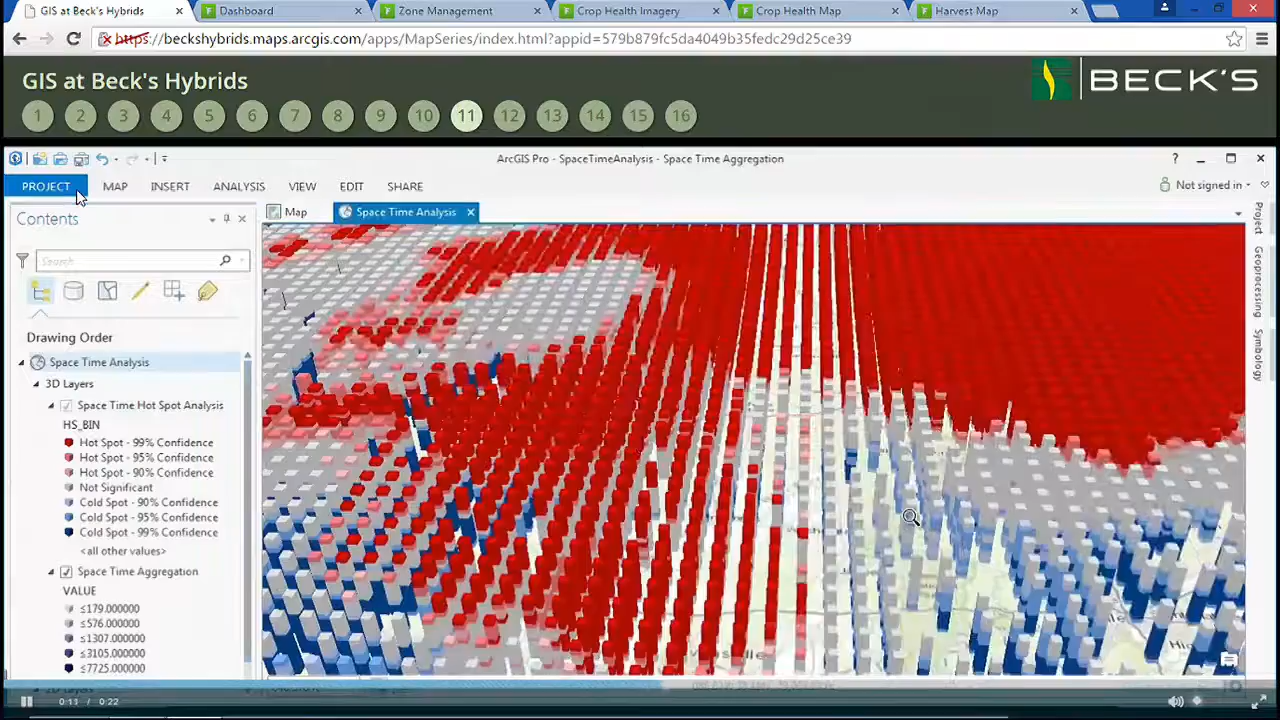 GIS at Beck's Hybrids
Dashboard
Zone Management
Crop Health Imagery
Crop Health Map
Harvest Map
https://beckshybrids.maps.arcgis.com/apps/MapSeries/index.html?appid=579b879fc5da4049b35fedc29d25ce39
GIS at Beck's Hybrids
BECK'S
1 2 3 4 5 6 7 8 9 10 11 12 13 14 15 16
ArcGIS Pro - SpaceTimeAnalysis - Space Time Aggregation
PROJECT MAP INSERT ANALYSIS VIEW EDIT SHARE
Not signed in
Contents
Map
Space Time Analysis
Search
Project
Geoprocessing
Symbology
Drawing Order
Space Time Analysis
3D Layers
Space Time Hot Spot Analysis
HS_BIN
Hot Spot - 99% Confidence
Hot Spot - 95% Confidence
Hot Spot - 90% Confidence
Not Significant
Cold Spot - 90% Confidence
Cold Spot - 95% Confidence
Cold Spot - 99% Confidence
<all other values>
Space Time Aggregation
VALUE
≤179.000000
≤576.000000
≤1307.000000
≤3105.000000
≤7725.000000
2D Layers
0:11 / 0:22